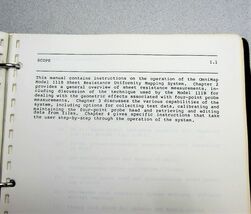 SCOPE 1.1
This manual contains instructions on the operation of the OmniMap
Model 111B Sheet Resistance Uniformity Mapping System. Chapter 2
provides a general overview of sheet resistance measurements, in-
cluding discussion of the technique used by the Model 111B for
dealing with the geometric effects associated with four-point probe
measurements. Chapter 3 discusses the various capabilities of the
system, including options for collecting test data, calibrating and
maintaining the four-point probe head and retrieving and editing
data from files. Chapter 4 gives specific instructions that take
the user step-by-step through the operation of the system.